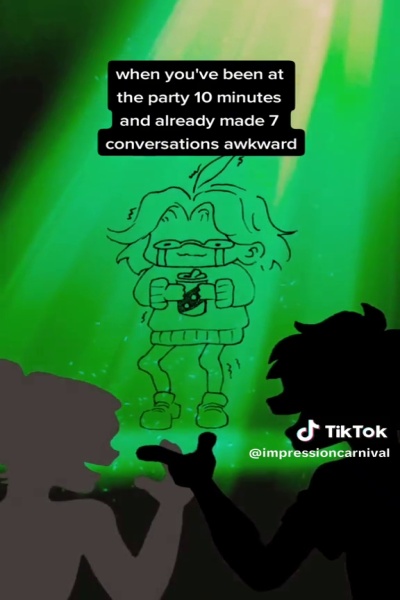 when you've been at
the party 10 minutes
and already made 7
conversations awkward
TikTok
@impressioncarnival